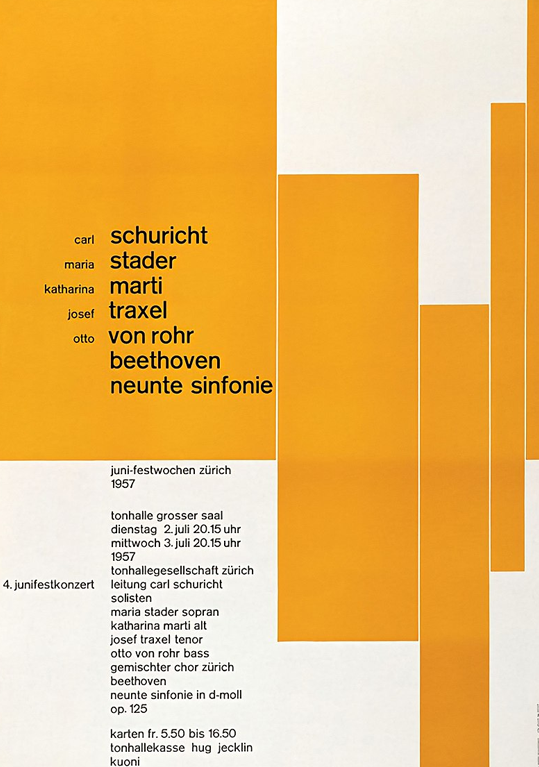 carl schuricht
maria stader
katharina marti
josef traxel
otto von rohr
beethoven
neunte sinfonie
juni-festwochen zürich
1957
tonhalle grosser saal
dienstag 2. juli 20.15 uhr
mittwoch 3. juli 20.15 uhr
1957
tonhallegesellschaft zürich
4. junifestkonzert leitung carl schuricht
solisten
maria stader sopran
katharina marti alt
josef traxel tenor
otto von rohr bass
gemischter chor zürich
beethoven
neunte sinfonie in d-moll
op. 125
karten fr. 5.50 bis 16.50
tonhallekasse hug jecklin
kuoni